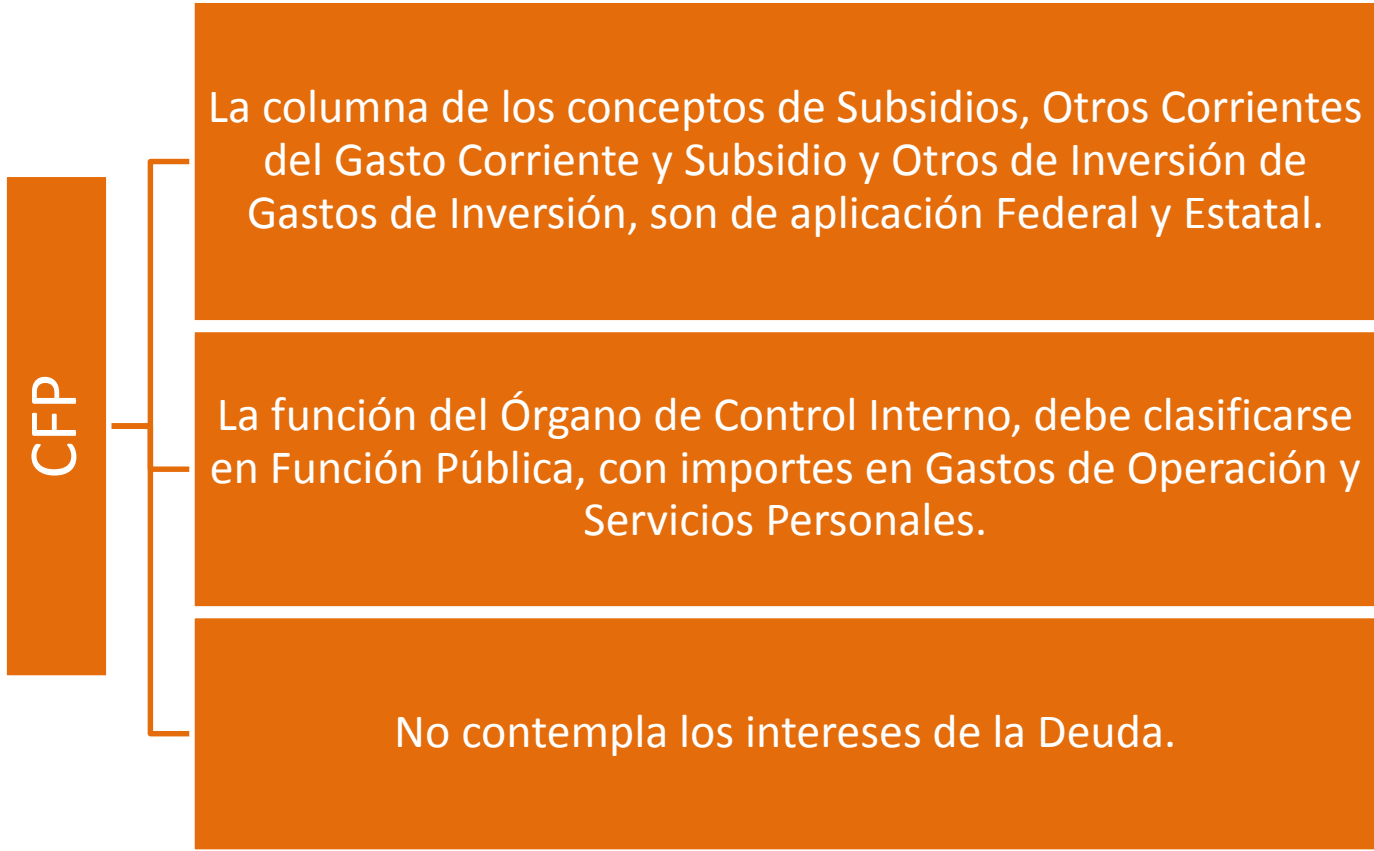 CFP
La columna de los conceptos de Subsidios, Otros Corrientes
del Gasto Corriente y Subsidio y Otros de Inversión de
Gastos de Inversión, son de aplicación Federal y Estatal.
La función del Órgano de Control Interno, debe clasificarse
en Función Pública, con importes en Gastos de Operación y
Servicios Personales.
No contempla los intereses de la Deuda.